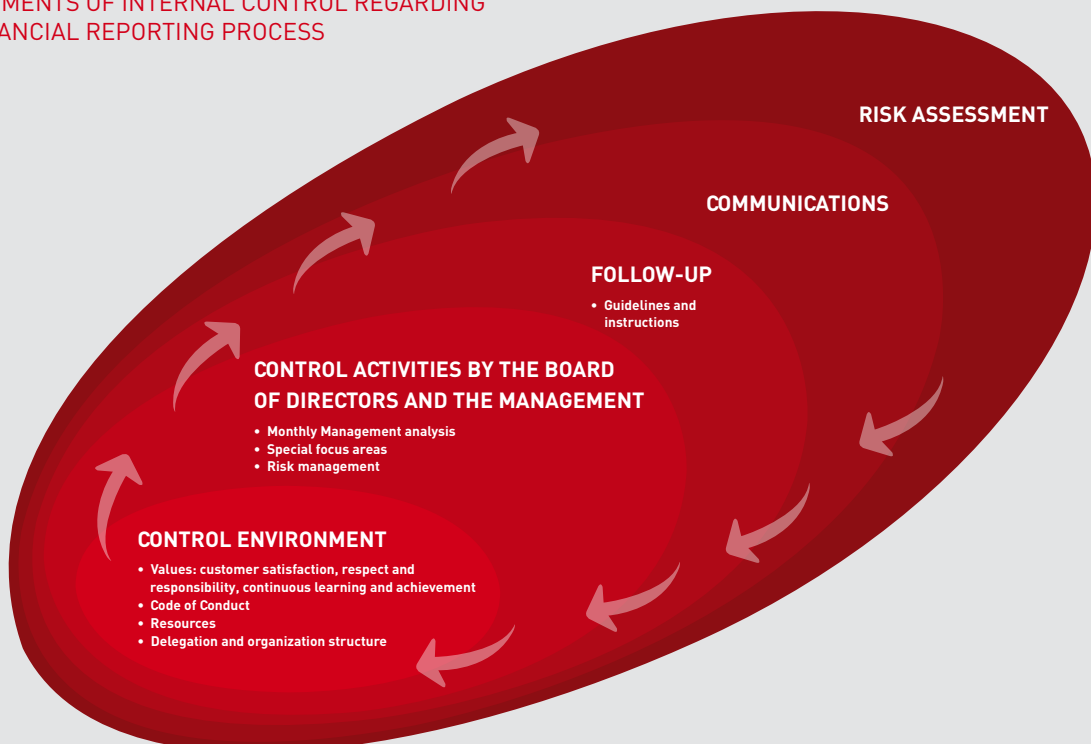 MENTS OF INTERNAL CONTROL REGARDING
ANCIAL REPORTING PROCESS
RISK ASSESSMENT
COMMUNICATIONS
FOLLOW-UP
• Guidelines and
instructions
CONTROL ACTIVITIES BY THE BOARD
OF DIRECTORS AND THE MANAGEMENT
• Monthly Management analysis
• Special focus areas
• Risk management
CONTROL ENVIRONMENT
• Values: customer satisfaction, respect and
responsibility, continuous learning and achievement
• Code of Conduct
• Resources
• Delegation and organization structure